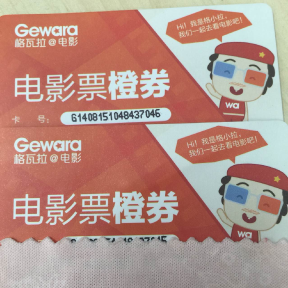 Gewara
格瓦拉@电影
Hi! 我是格小拉,
我们一起去看电影吧!
电影票橙券
卡 号: 61408151048437046
wa
Gewara
格瓦拉@电影
Hi! 我是格小拉,
我们一起去看电影吧!
电影票橙券
wa